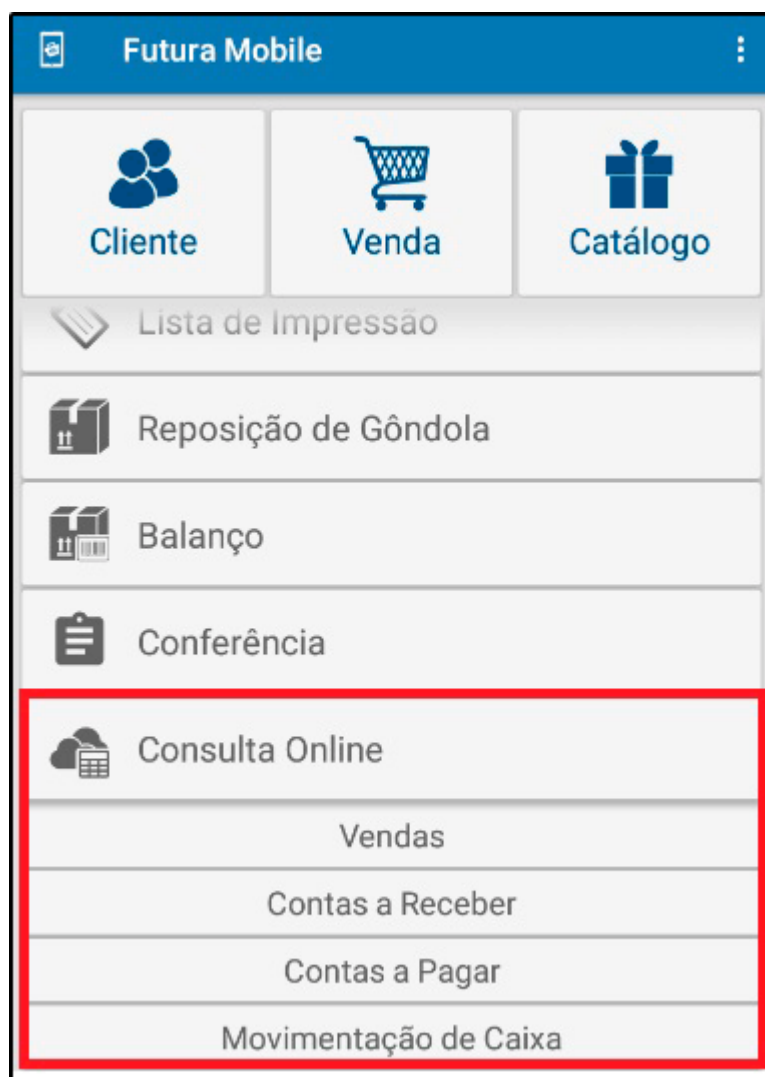 Futura Mobile
Cliente
Venda
Catálogo
Lista de Impressão
Reposição de Gôndola
Balanço
Conferência
Consulta Online
Vendas
Contas a Receber
Contas a Pagar
Movimentação de Caixa